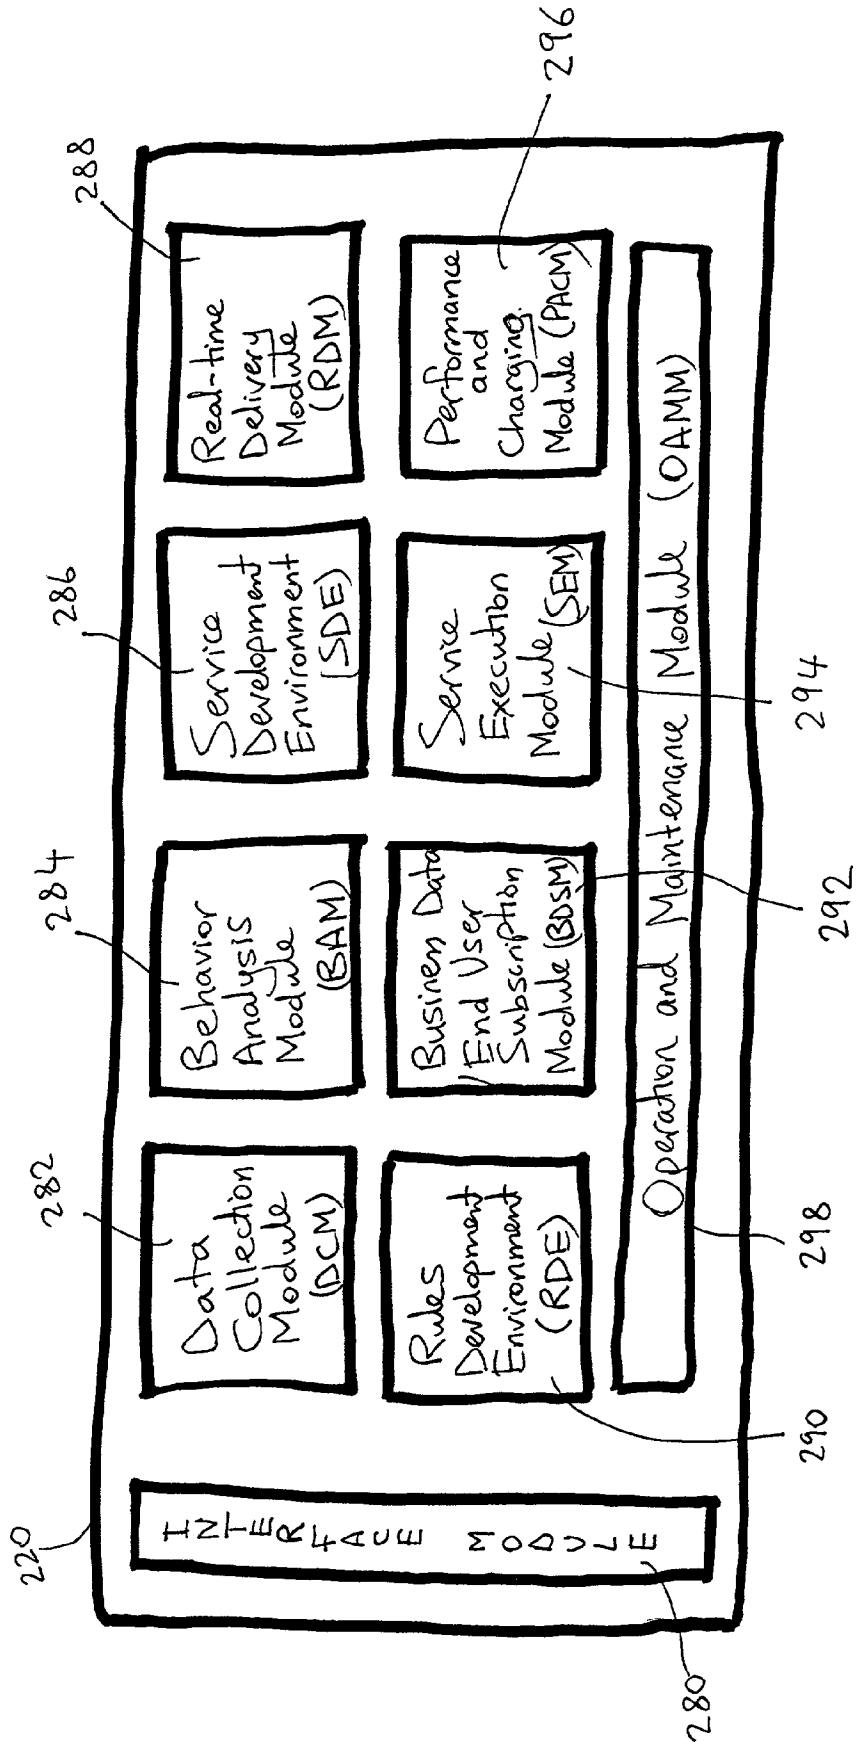 220
282
284
286
288
INTERFACE MODULE
Data
Collection
Module
(DCM)
Behavior
Analysis
Module
(BAM)
Service
Development
Environment
(SDE)
Real-time
Delivery
Module
(RDM)
Rules
Development
Environment
(RDE)
Business Data
End User
Subscription
Module (BDSM)
Service
Execution
Module (SEM)
Performance
and
Charging
Module (PACM)
Operation and Maintenance Module (OAMM)
280
290
298
292
294
296